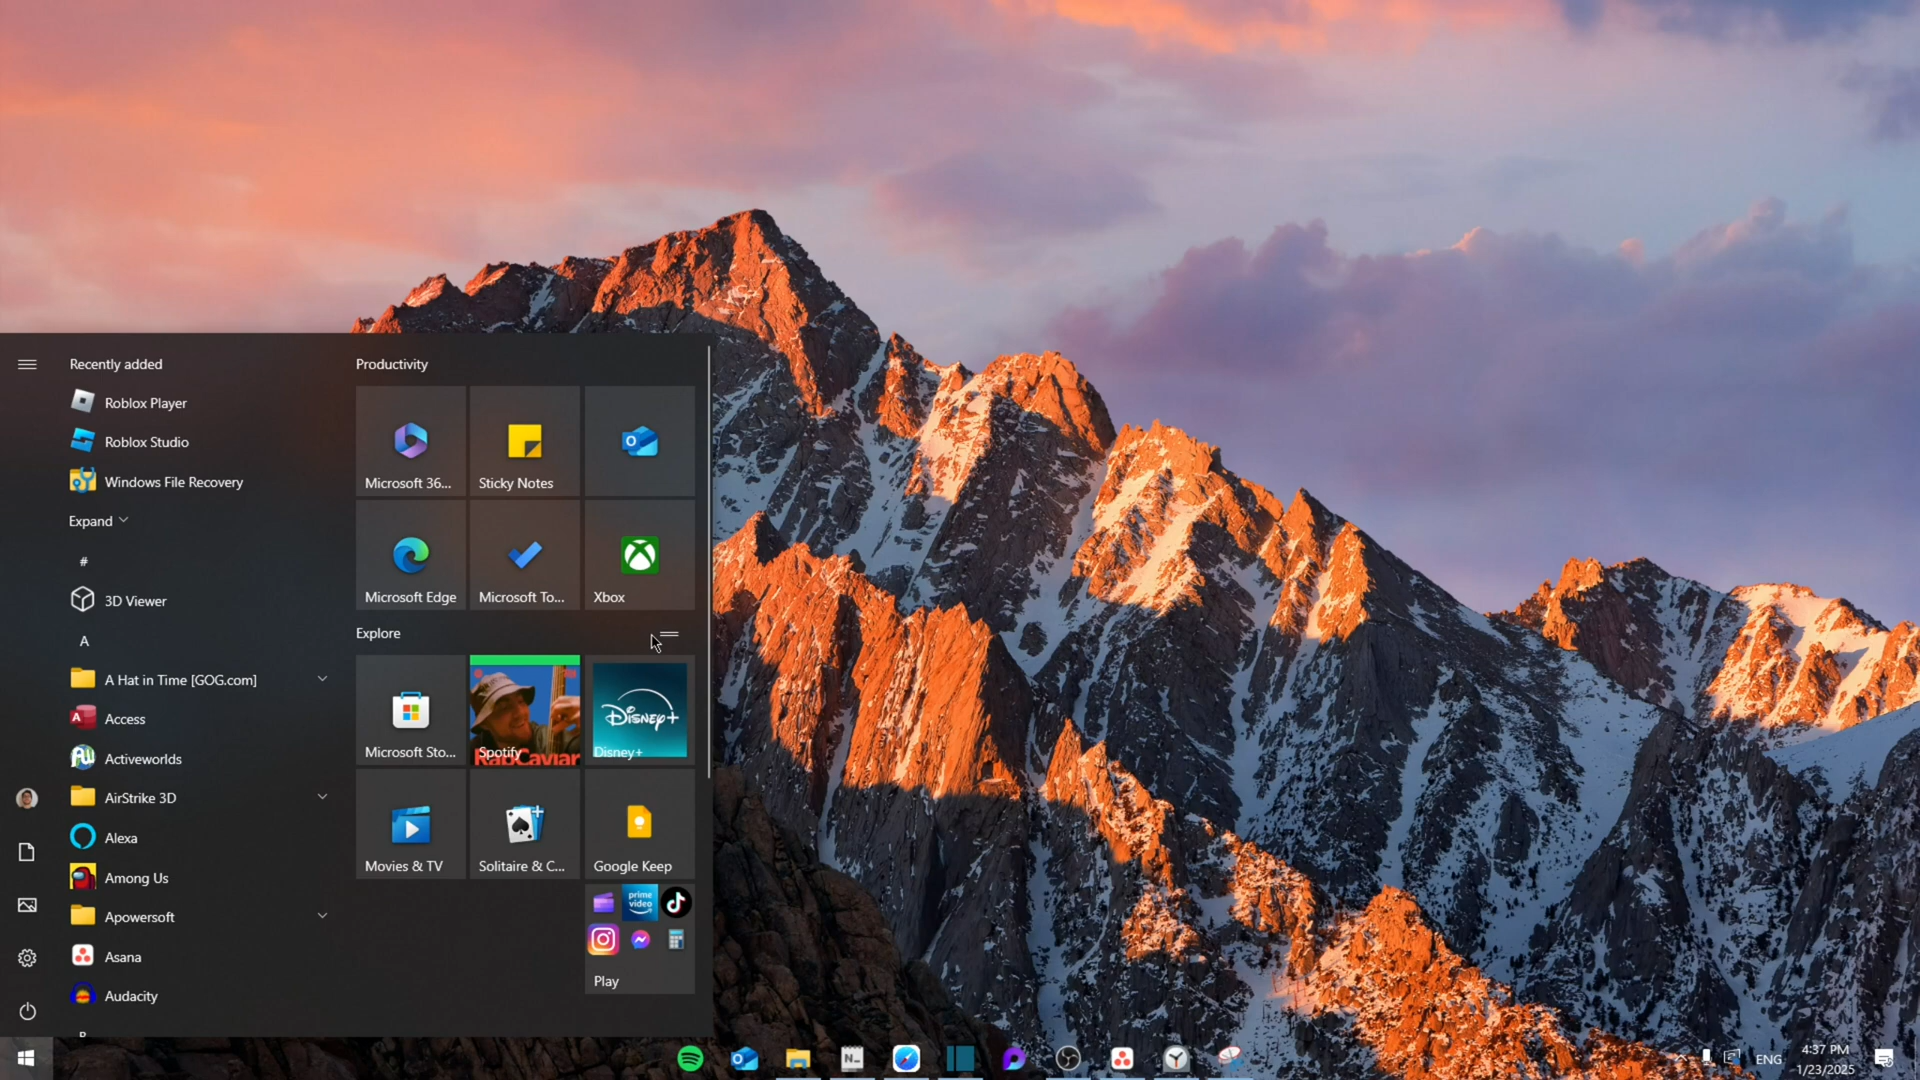 Recently added
Roblox Player
Roblox Studio
Windows File Recovery
Expand
#
3D Viewer
A
A Hat in Time [GOG.com]
Access
Activeworlds
AirStrike 3D
Alexa
Among Us
Apowersoft
Asana
Audacity
Productivity
Microsoft 36...
Sticky Notes
Microsoft Edge
Microsoft To...
Xbox
Explore
Microsoft Sto...
Spotify
RapCaviar
Disney+
Disney+
Movies & TV
Solitaire & C...
Google Keep
prime
video
Play
ENG
4:37 PM
1/23/2025